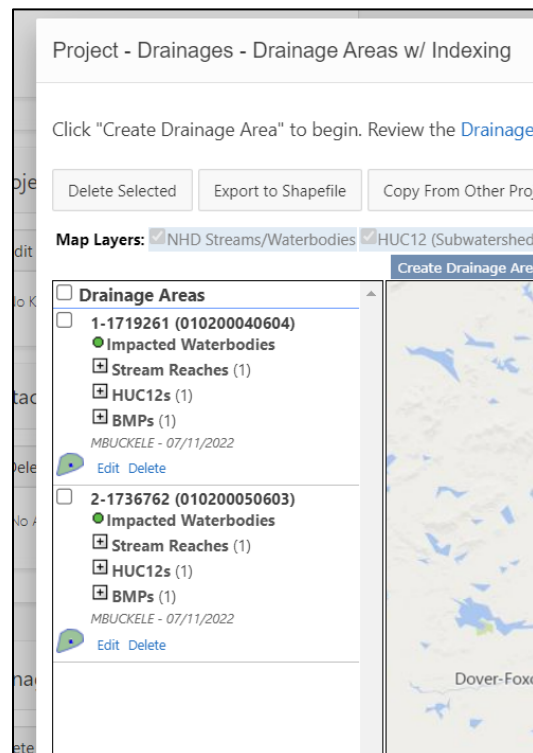 Project - Drainages - Drainage Areas w/ Indexing
Click "Create Drainage Area" to begin. Review the Drainage
Delete Selected Export to Shapefile Copy From Other
Map Layers: NHD Streams/Waterbodies HUC12 (Subwatershed
Create Drainage
Drainage Areas
1-1719261 (010200040604)
Impacted Waterbodies
Stream Reaches (1)
HUC12s (1)
BMPs (1)
MBUCKELE - 07/11/2022
Edit Delete
2-1736762 (010200050603)
Impacted Waterbodies
Stream Reaches (1)
HUC12s (1)
BMPs (1)
MBUCKELE - 07/11/2022
Edit Delete
Dover-Foxc